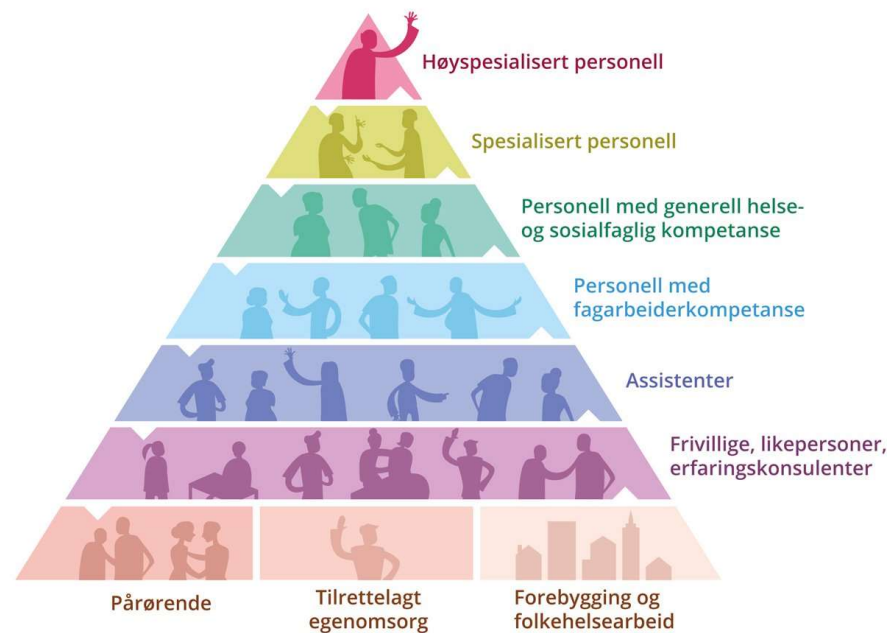 Høyspesialisert personell
Spesialisert personell
Personell med generell helse-
og sosialfaglig kompetanse
Personell med
fagarbeiderkompetanse
Assistenter
Frivillige, likepersoner,
erfaringskonsulenter
Pårørende
Tilrettelagt
egenomsorg
Forebygging og
folkehelsearbeid